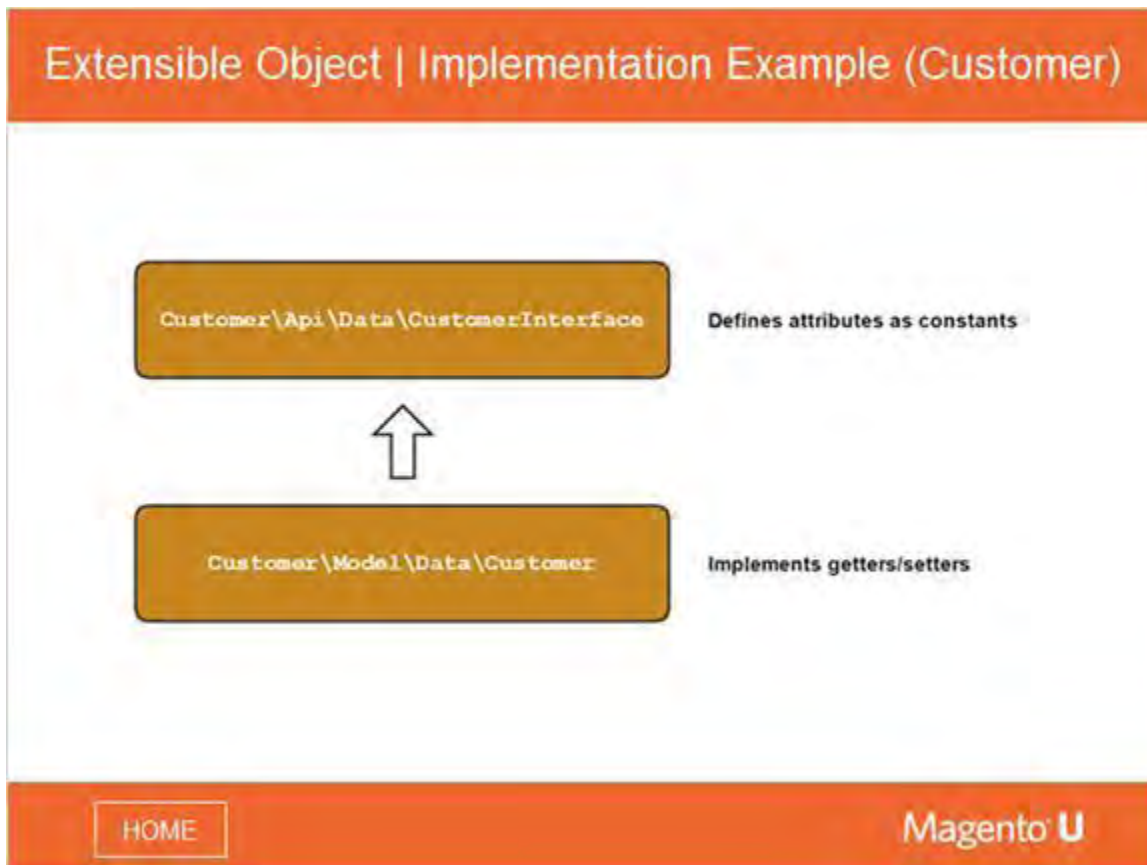 Extensible Object | Implementation Example (Customer)
Customer\Api\Data\CustomerInterface
Defines attributes as constants
Customer\Model\Data\Customer
Implements getters/setters
HOME
Magento U